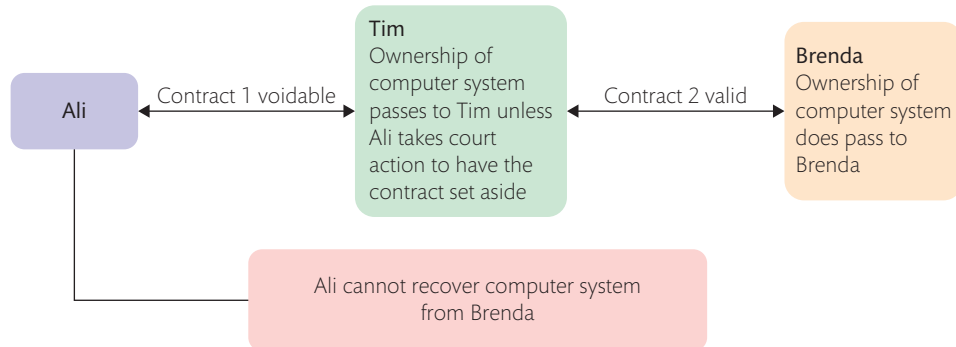 Ali
Contract 1 voidable
Tim
Ownership of
computer system
passes to Tim unless
Ali takes court
action to have the
contract set aside
Contract 2 valid
Brenda
Ownership of
computer system
does pass to
Brenda
Ali cannot recover computer system
from Brenda